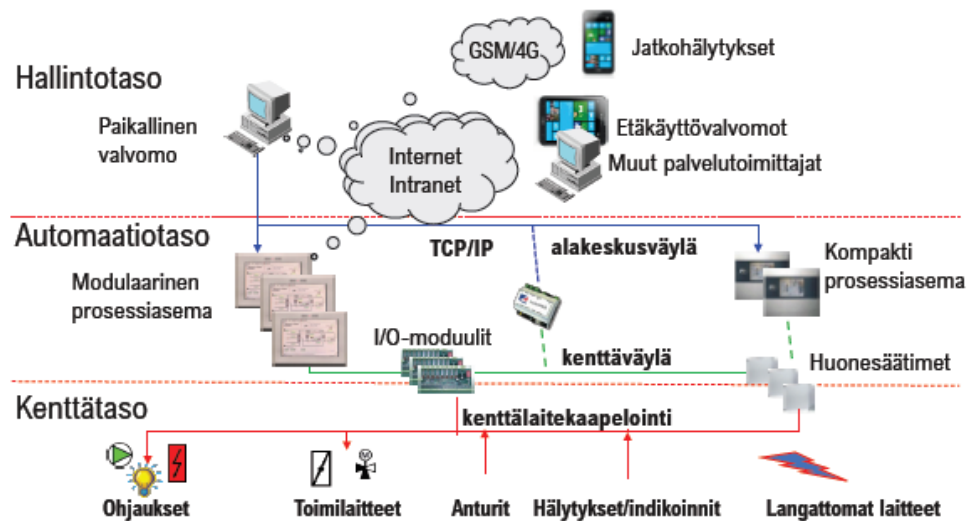 GSM/4G
Jatkohälytykset
Hallintotaso
Paikallinen
valvomo
Internet
Intranet
Etäkäyttövalvomot
Muut palvelutoimittajat
Automaatiotaso
TCP/IP
alakeskusväylä
Modulaarinen
prosessiasema
Kompakti
prosessiasema
I/O-moduulit
kenttäväylä
Huonesäätimet
Kenttätaso
kenttälaitekaapelointi
M
Ohjaukset
Toimilaitteet
Anturit
Hälytykset/indikoinnit
Langattomat laitteet